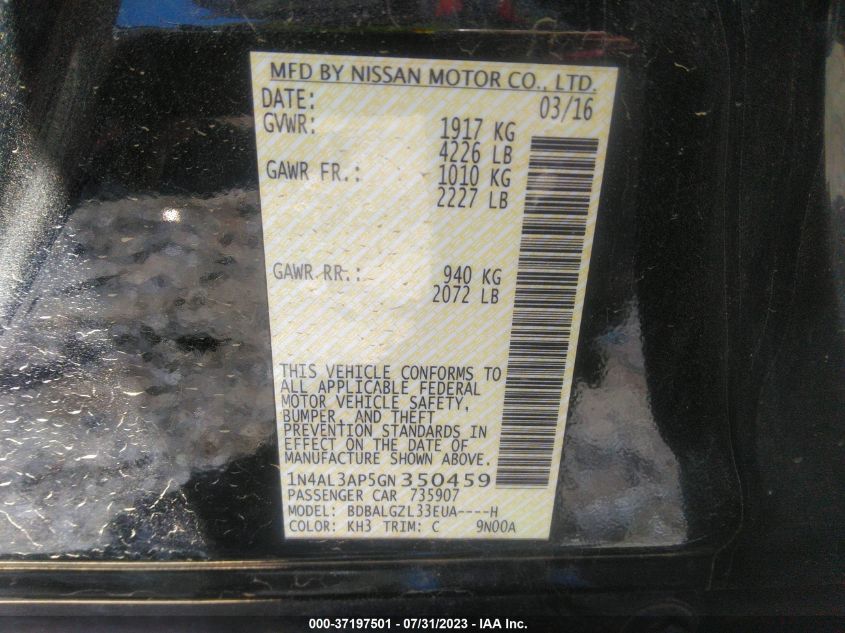 MFD BY NISSAN MOTOR CO., LTD.
DATE: 03/16
GVWR: 1917 KG
4226 LB
GAWR FR.: 1010 KG
2227 LB
GAWR RR.: 940 KG
2072 LB
THIS VEHICLE CONFORMS TO
ALL APPLICABLE FEDERAL
MOTOR VEHICLE SAFETY,
BUMPER, AND THEFT
PREVENTION STANDARDS IN
EFFECT ON THE DATE OF
MANUFACTURE SHOWN ABOVE.
1N4AL3AP5GN350459
PASSENGER CAR 735907
MODEL: BDBALGZL33EUA----H
COLOR: KH3 TRIM: C 9N00A
000-37197501 - 07/31/2023 - IAA Inc.